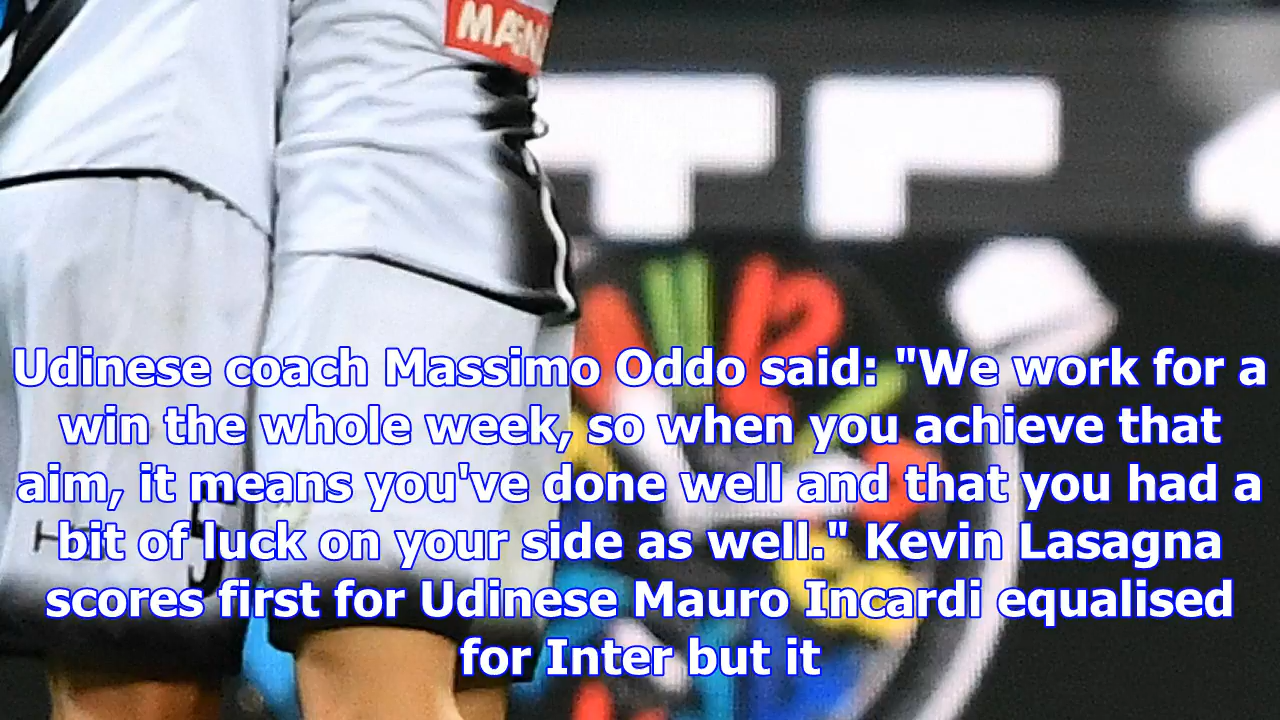 MAN
Udinese coach Massimo Oddo said: "We work for a
win the whole week, so when you achieve that
aim, it means you've done well and that you had a
bit of luck on your side as well." Kevin Lasagna
scores first for Udinese Mauro Incardi equalised
for Inter but it
5